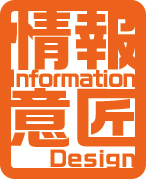 情報
Information
意匠
Design